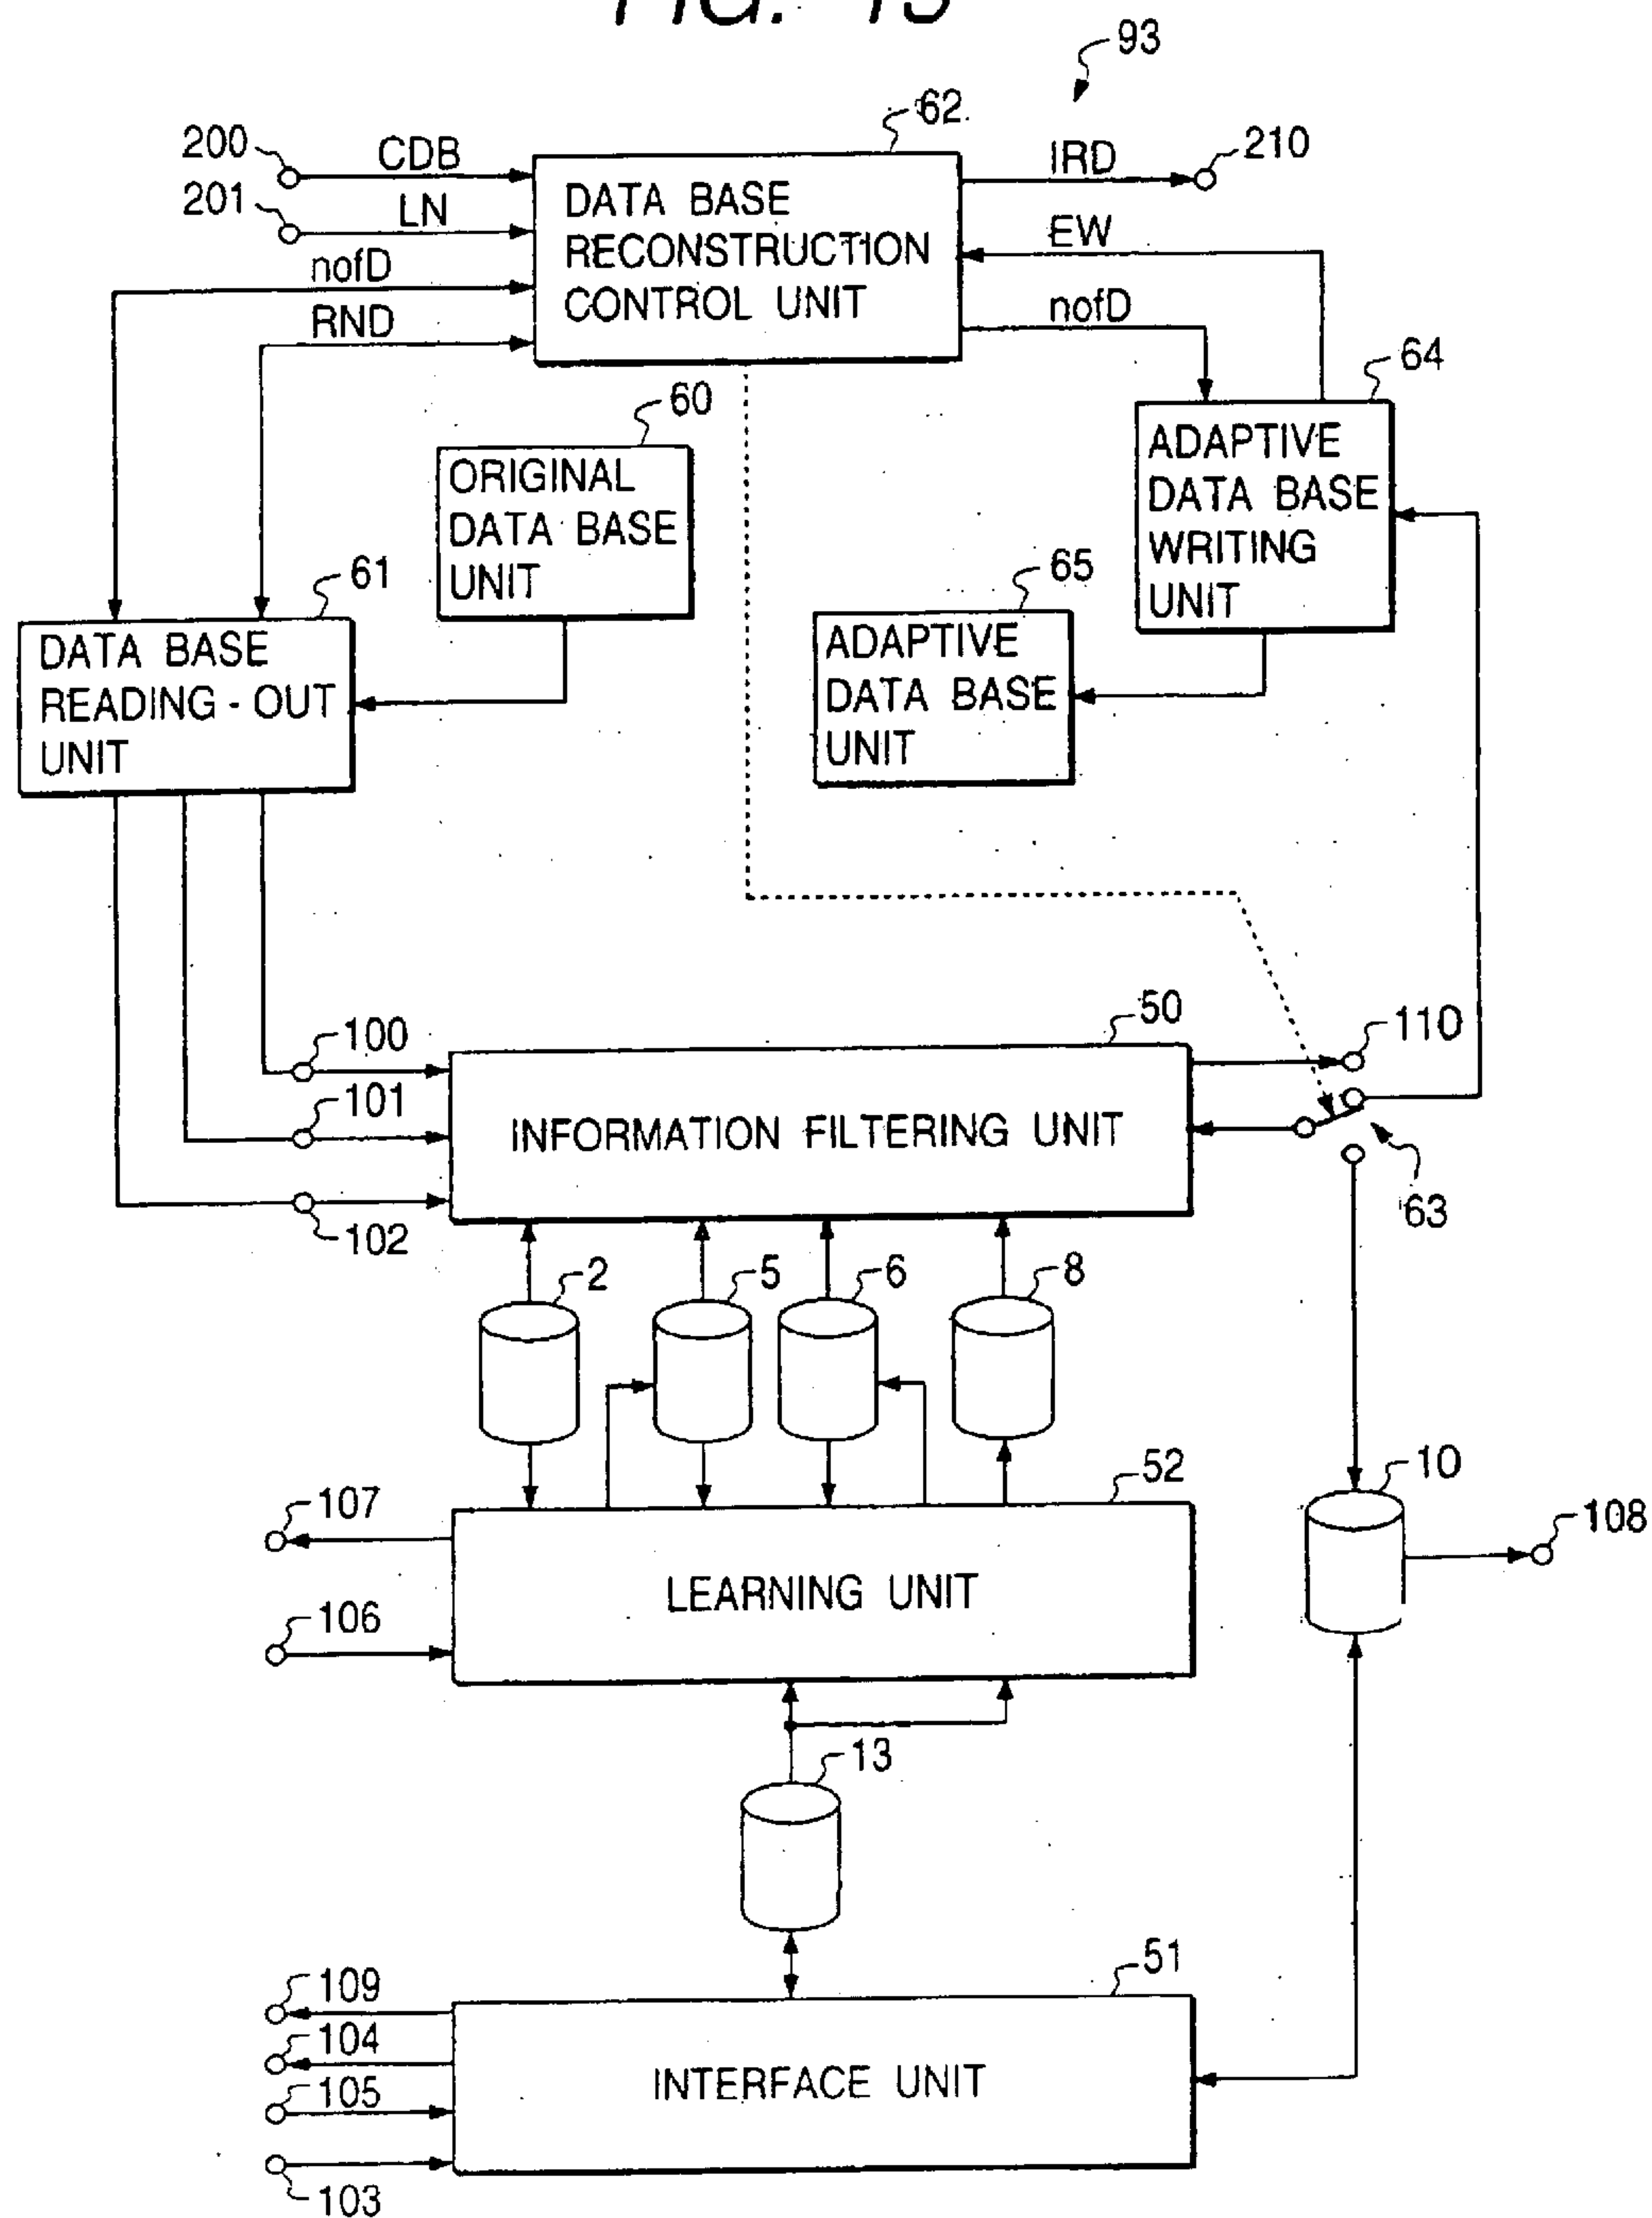 FIG. 15
93
62
200
CDB
IRD
210
201
LN
DATA BASE
RECONSTRUCTION
CONTROL UNIT
EW
nofD
RND
nofD
64
60
ORIGINAL
DATA BASE
UNIT
ADAPTIVE
DATA BASE
WRITING
UNIT
61
65
DATA BASE
READING - OUT
UNIT
ADAPTIVE
DATA BASE
UNIT
50
110
100
101
INFORMATION FILTERING UNIT
63
102
2
5
6
8
52
10
107
108
LEARNING UNIT
106
13
51
109
104
INTERFACE UNIT
105
103